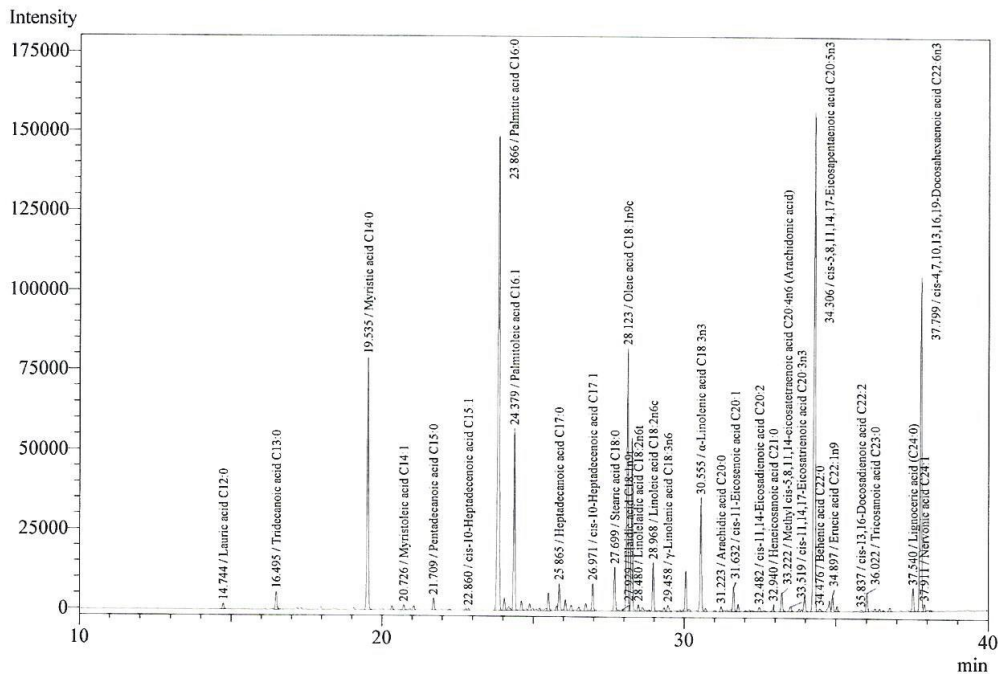 Intensity
175000
150000
125000
100000
75000
50000
25000
0
14.744 / Lauric acid C12:0
16.495 / Tridecanoic acid C13:0
19.535 / Myristic acid C14:0
20.726 / Myristoleic acid C14:1
21.709 / Pentadecanoic acid C15:0
22.860 / cis-10-Heptadecenoic acid C15:1
23.866 / Palmitic acid C16:0
24.379 / Palmitoleic acid C16:1
25.865 / Heptadecanoic acid C17:0
26.971 / cis-10-Heptadecenoic acid C17:1
27.699 / Stearic acid C18:0
27.929 / Elaidic acid C18:1n9t
28.123 / Oleic acid C18:1n9c
28.480 / Linolelaidic acid C18:2n6t
28.968 / Linoleic acid C18:2n6c
29.458 / γ-Linolenic acid C18:3n6
30.555 / α-Linolenic acid C18:3n3
31.223 / Arachidic acid C20:0
31.632 / cis-11-Eicosenoic acid C20:1
32.482 / cis-11,14-Eicosadienoic acid C20:2
32.940 / Heneicosanoic acid C21:0
33.222 / Methyl cis-5,8,11,14-eicosatetraenoic acid C20:4n6 (Arachidonic acid)
33.519 / cis-11,14,17-Eicosatrienoic acid C20:3n3
34.306 / cis-5,8,11,14,17-Eicosapentaenoic acid C20:5n3
34.476 / Behenic acid C22:0
34.897 / Erucic acid C22:1n9
35.837 / cis-13,16-Docosadienoic acid C22:2
36.022 / Tricosanoic acid C23:0
37.540 / Lignoceric acid (C24:0)
37.799 / cis-4,7,10,13,16,19-Docosahexaenoic acid C22:6n3
37.911 / Nervonic acid C24:1
10
20
30
40
min